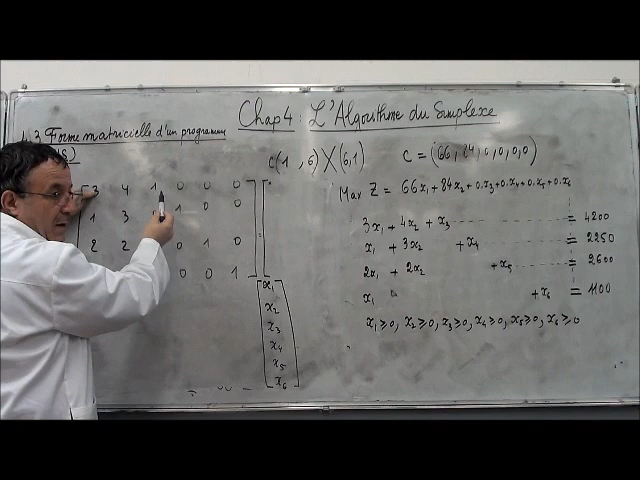 Chap 4 : L'Algorithme du Simplexe
4.3 Forme matricielle d'un programme
(S)
C(1, 6) X (6,1)
C = (66, 84, 0, 0, 0, 0)
Max Z = 66x₁ + 84x₂ + 0.x₃ + 0.x₄ + 0.x₅ + 0.x₆
3x₁ + 4x₂ + x₃ = 4200
x₁ + 3x₂ + x₄ = 2250
2x₁ + 2x₂ + x₅ = 2600
x₁ + x₆ = 1100
x₁ ≥ 0, x₂ ≥ 0, x₃ ≥ 0, x₄ ≥ 0, x₅ ≥ 0, x₆ ≥ 0
3 4 1 0 0 0
1 3 1 0 0
2 2 0 1 0
0 0 1
=
x₁
x₂
x₃
x₄
x₅
x₆